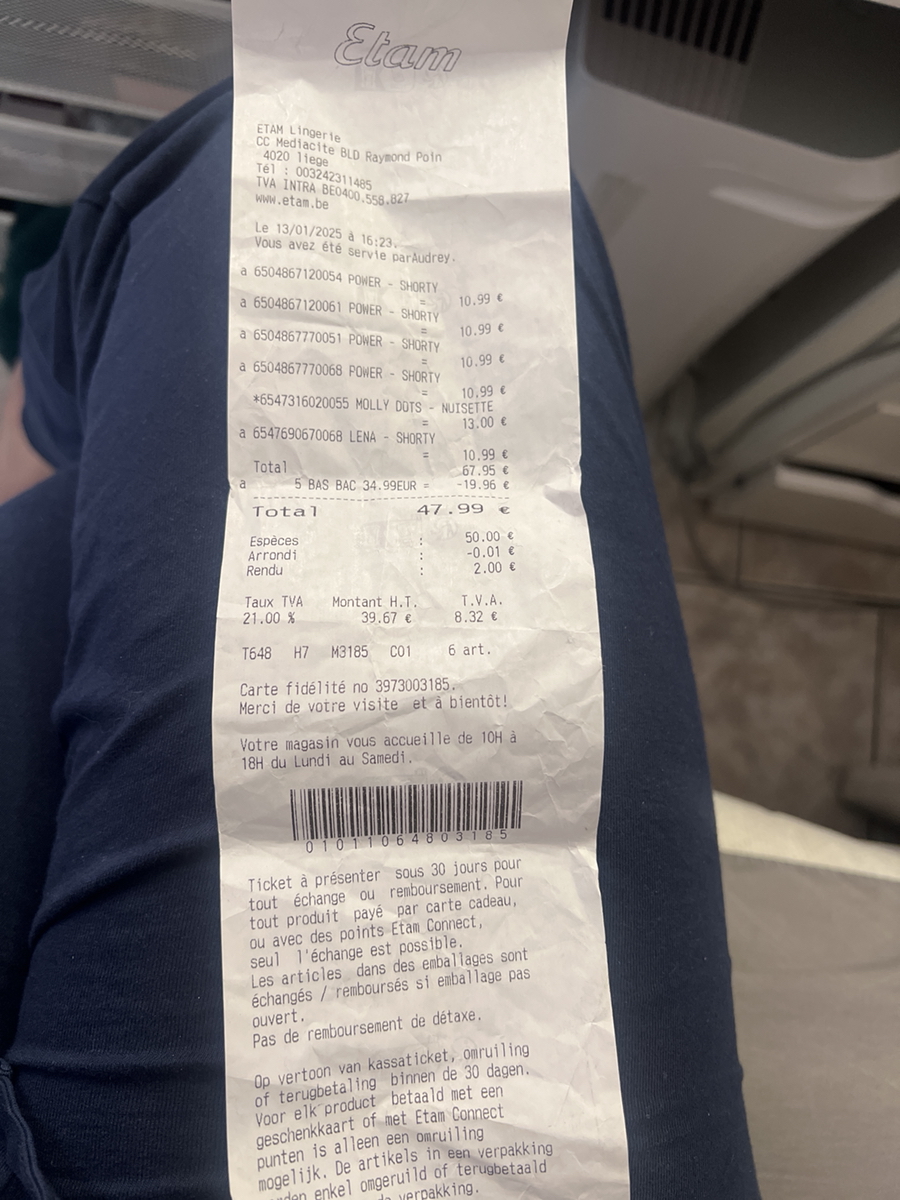 Etam
ETAM Lingerie
CC Mediacite BLD Raymond Poin
4020 liege
Tél : 003242311485
TVA INTRA BE0400.558.827
www.etam.be
Le 13/01/2025 à 16:23.
Vous avez été servie parAudrey.
a 6504867120054 POWER - SHORTY
= 10.99 €
a 6504867120061 POWER - SHORTY
= 10.99 €
a 6504867770051 POWER - SHORTY
= 10.99 €
a 6504867770068 POWER - SHORTY
= 10.99 €
*6547316020055 MOLLY DOTS - NUISETTE
= 13.00 €
a 6547690670068 LENA - SHORTY
= 10.99 €
Total 67.95 €
a 5 BAS BAC 34.99EUR = -19.96 €
Total 47.99 €
Espèces : 50.00 €
Arrondi : -0.01 €
Rendu : 2.00 €
Taux TVA Montant H.T. T.V.A.
21.00 % 39.67 € 8.32 €
T648 H7 M3185 C01 6 art.
Carte fidélité no 3973003185.
Merci de votre visite et à bientôt!
Votre magasin vous accueille de 10H à
18H du Lundi au Samedi.
01011064803185
Ticket à présenter sous 30 jours pour
tout échange ou remboursement. Pour
tout produit payé par carte cadeau,
ou avec des points Etam Connect,
seul l'échange est possible.
Les articles dans des emballages sont
échangés / remboursés si emballage pas
ouvert.
Pas de remboursement de détaxe.
Op vertoon van kassaticket, omruiling
of terugbetaling binnen de 30 dagen.
Voor elk product betaald met een
geschenkkaart of met Etam Connect
punten is alleen een omruiling
mogelijk. De artikels in een verpakking
enkel omgeruild of terugbetaald
verpakking.